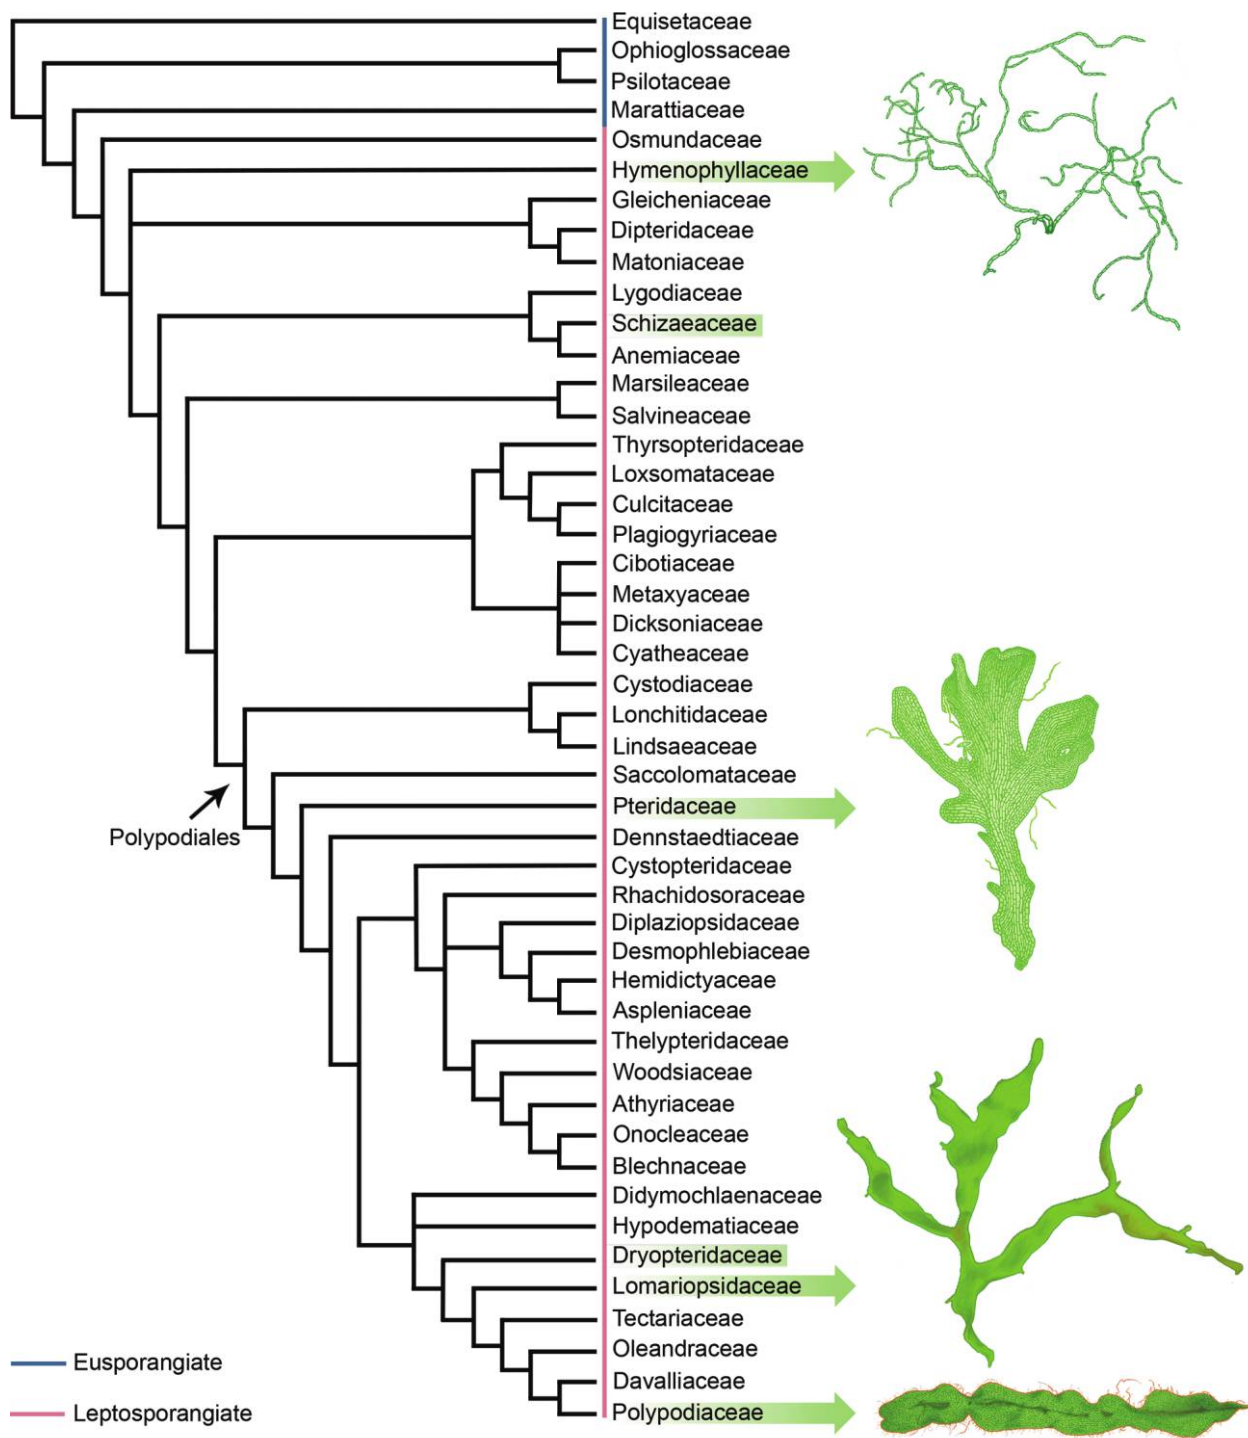 Equisetaceae
Ophioglossaceae
Psilotaceae
Marattiaceae
Osmundaceae
Hymenophyllaceae
Gleicheniaceae
Dipteridaceae
Matoniaceae
Lygodiaceae
Schizaeaceae
Anemiaceae
Marsileaceae
Salvineaceae
Thyrsopteridaceae
Loxsomataceae
Culcitaceae
Plagiogyriaceae
Cibotiaceae
Metaxyaceae
Dicksoniaceae
Cyatheaceae
Cystodiaceae
Lonchitidaceae
Lindsaeaceae
Saccolomataceae
Pteridaceae
Polypodiales
Dennstaedtiaceae
Cystopteridaceae
Rhachidosoraceae
Diplaziopsidaceae
Desmophlebiaceae
Hemidictyaceae
Aspleniaceae
Thelypteridaceae
Woodsiaceae
Athyriaceae
Onocleaceae
Blechnaceae
Didymochlaenaceae
Hypodematiaceae
Dryopteridaceae
Lomariopsidaceae
Tectariaceae
Oleandraceae
Davalliaceae
Polypodiaceae
Eusporangiate
Leptosporangiate